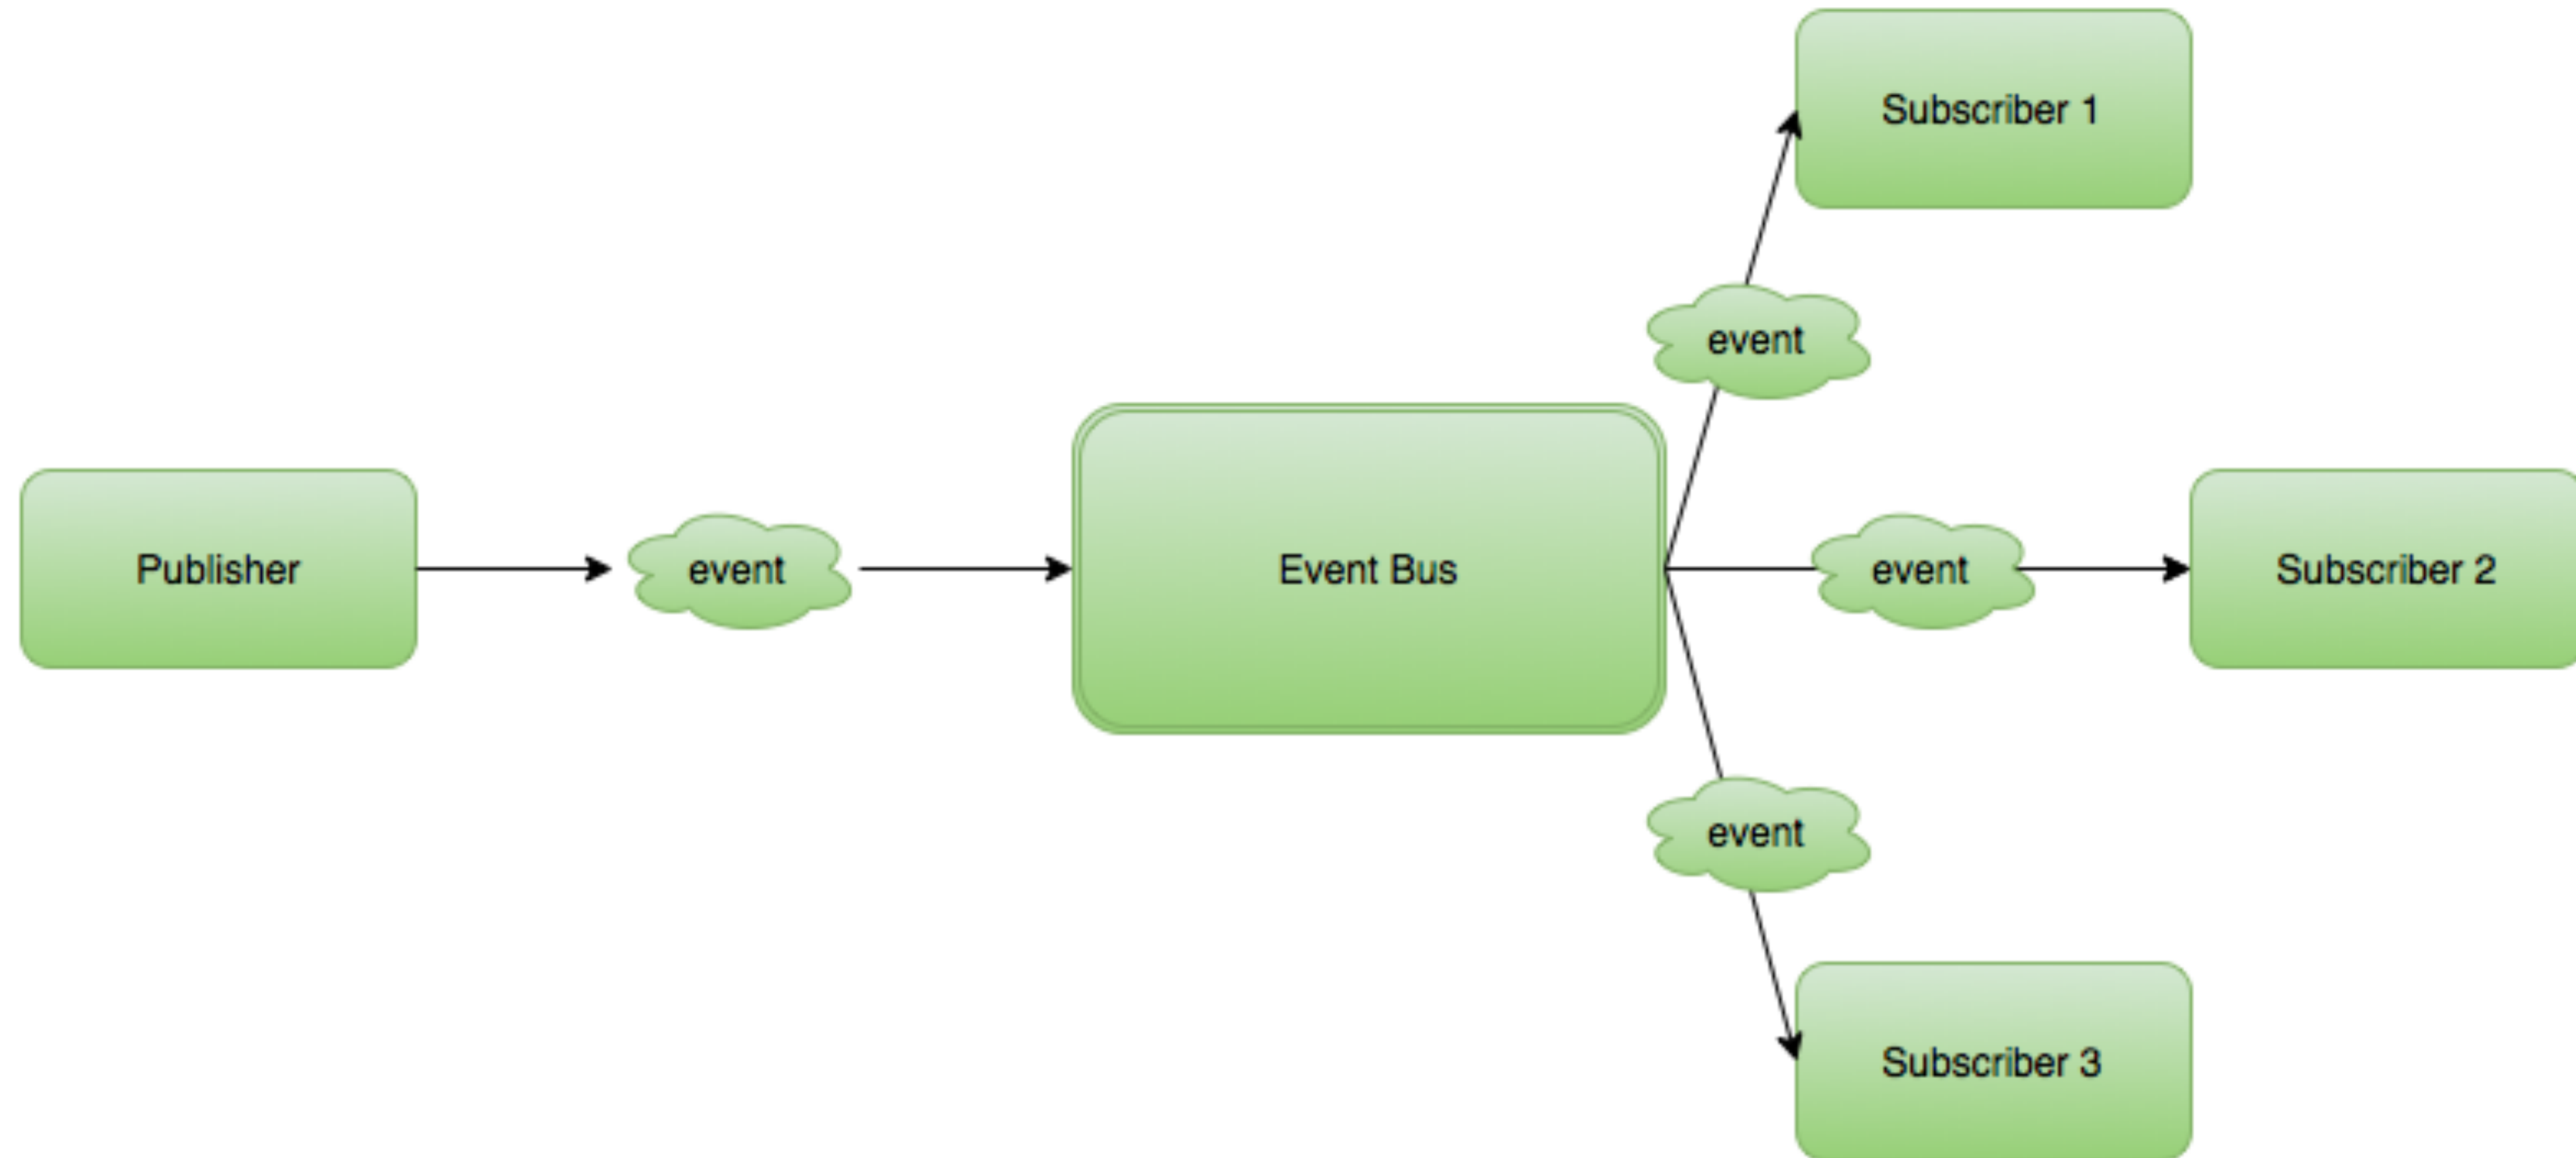 Subscriber 1
event
Publisher
event
Event Bus
event
Subscriber 2
event
Subscriber 3